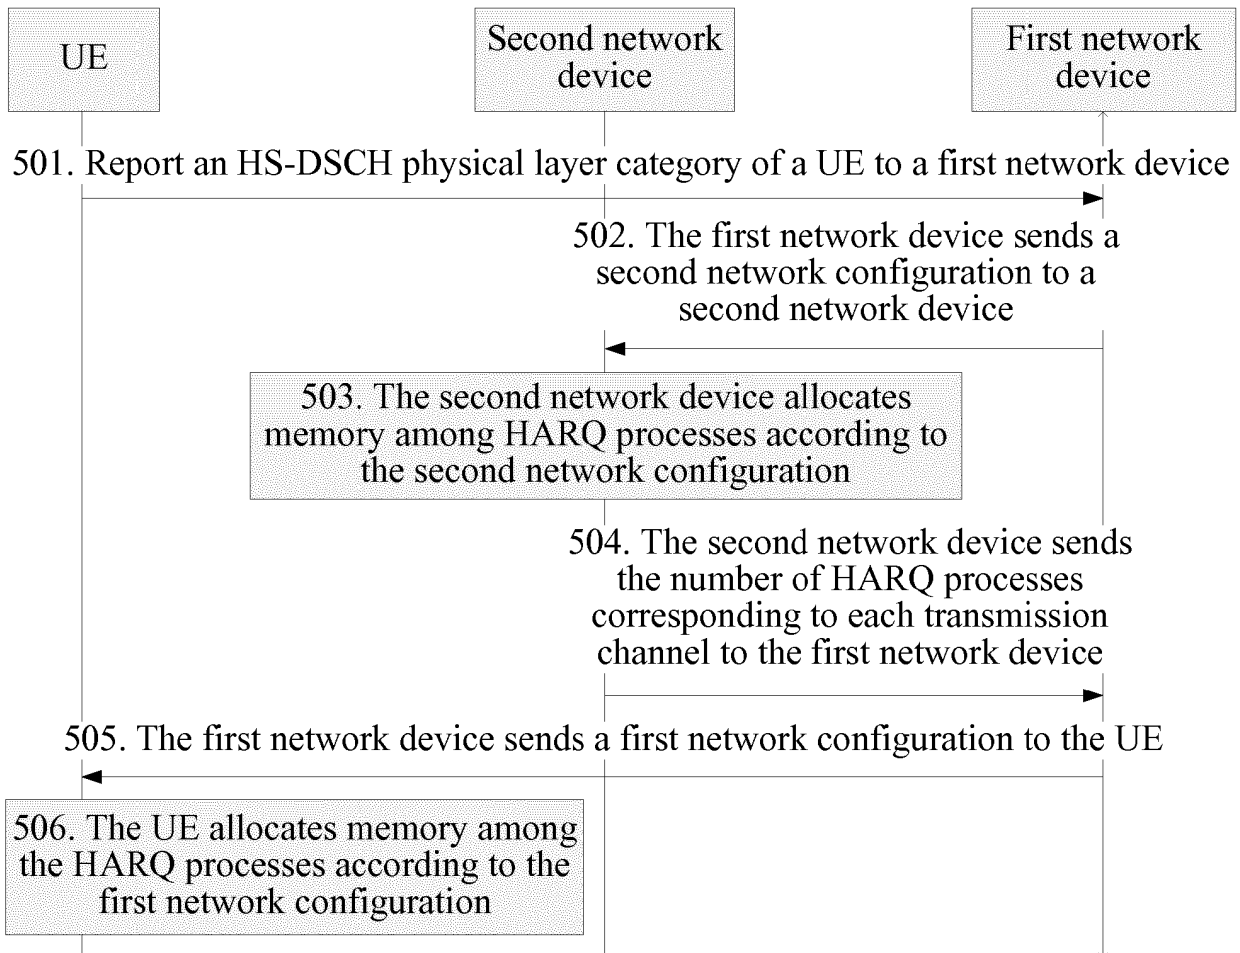 UE
Second network
device
First network
device
501. Report an HS-DSCH physical layer category of a UE to a first network device
502. The first network device sends a
second network configuration to a
second network device
503. The second network device allocates
memory among HARQ processes according to
the second network configuration
504. The second network device sends
the number of HARQ processes
corresponding to each transmission
channel to the first network device
505. The first network device sends a first network configuration to the UE
506. The UE allocates memory among
the HARQ processes according to the
first network configuration